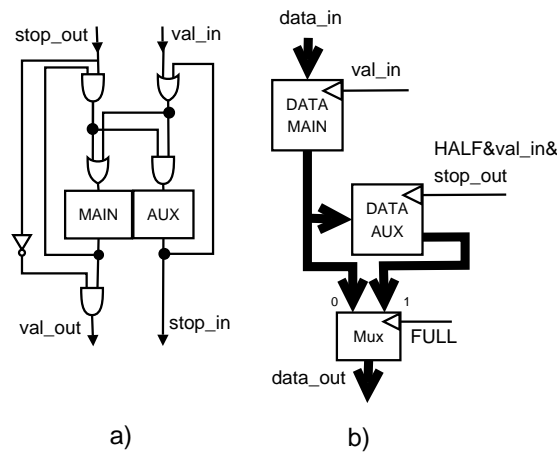 stop_out
val_in
MAIN
AUX
val_out
stop_in
a)
data_in
val_in
DATA
MAIN
HALF&val_in&
stop_out
DATA
AUX
0
1
Mux
FULL
data_out
b)